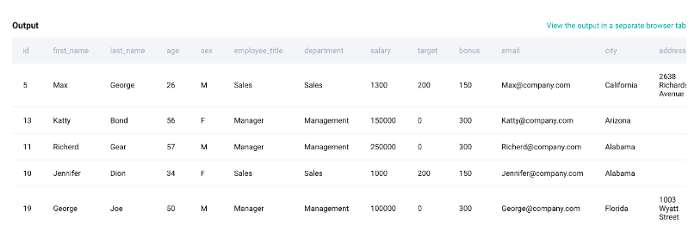 Output View the output in a separate browser tab
id first_name last_name age sex employee_title department salary target bonus email city address
5 Max George 26 M Sales Sales 1300 200 150 Max@company.com California 2638 Richards Avenue
13 Katty Bond 56 F Manager Management 150000 0 300 Katty@company.com Arizona
11 Richerd Gear 57 M Manager Management 250000 0 300 Richerd@company.com Alabama
10 Jennifer Dion 34 F Sales Sales 1000 200 150 Jennifer@company.com Alabama
19 George Joe 50 M Manager Management 100000 0 300 George@company.com Florida 1003 Wyatt Street